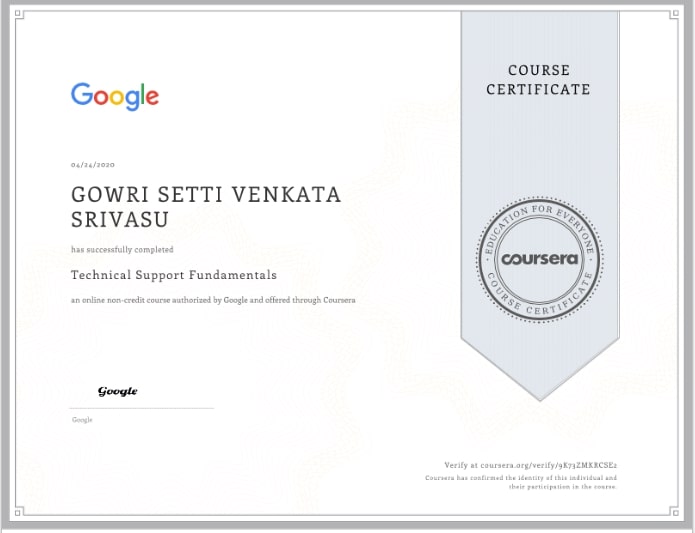 Google
04/24/2020
GOWRI SETTI VENKATA
SRIVASU
has successfully completed
Technical Support Fundamentals
an online non-credit course authorized by Google and offered through Coursera
Google
Google
COURSE
CERTIFICATE
EDUCATION FOR EVERYONE
coursera
COURSE CERTIFICATE
Verify at coursera.org/verify/9K73ZMKRCSE2
Coursera has confirmed the identity of this individual and
their participation in the course.